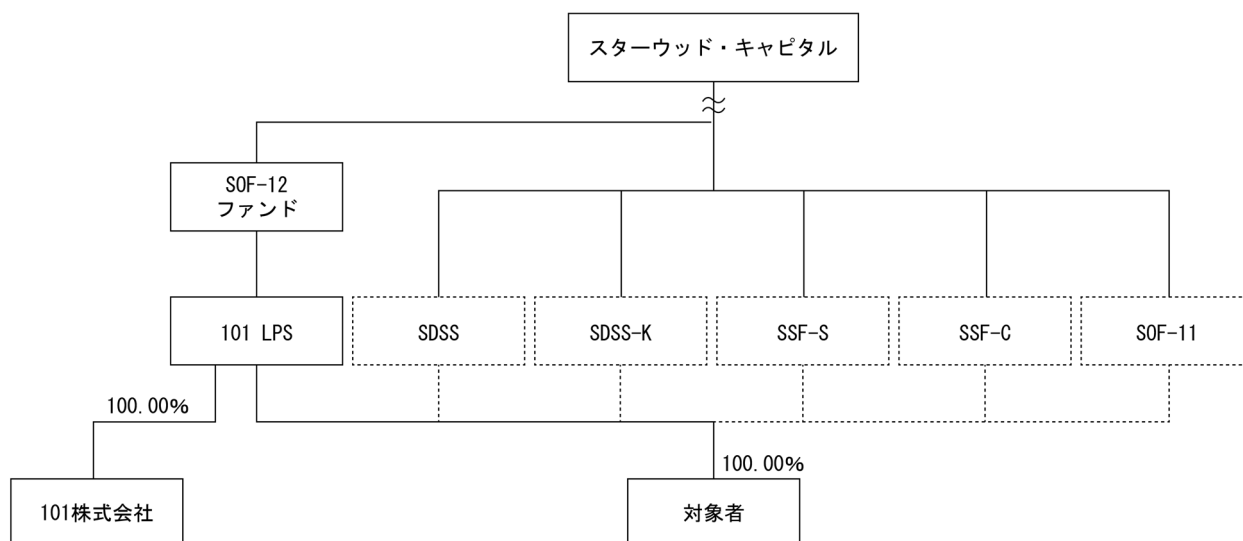 スターウッド・キャピタル
SOF-12
ファンド
101 LPS
SDSS
SDSS-K
SSF-S
SSF-C
SOF-11
100.00%
100.00%
101株式会社
対象者